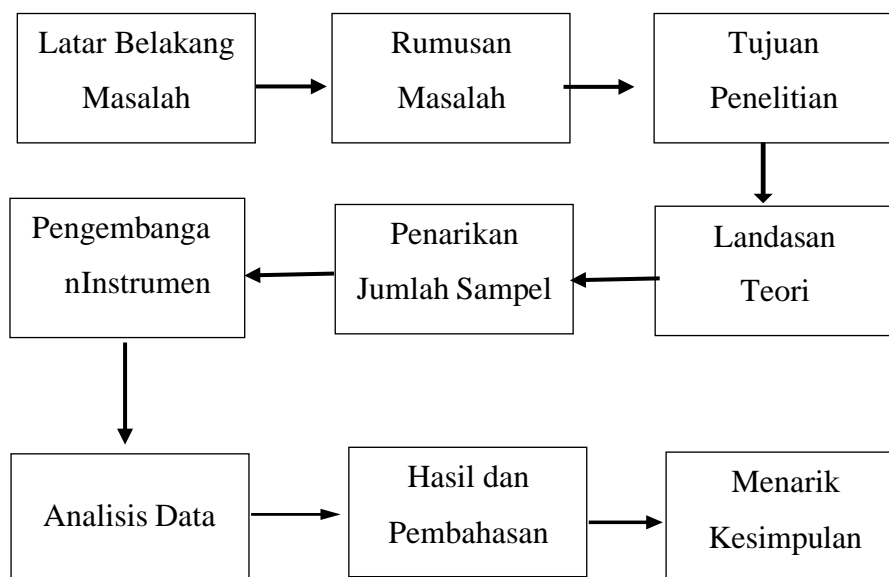 Latar Belakang
Masalah
Rumusan
Masalah
Tujuan
Penelitian
Landasan
Teori
Penarikan
Jumlah Sampel
Pengembanga
nInstrumen
Analisis Data
Hasil dan
Pembahasan
Menarik
Kesimpulan